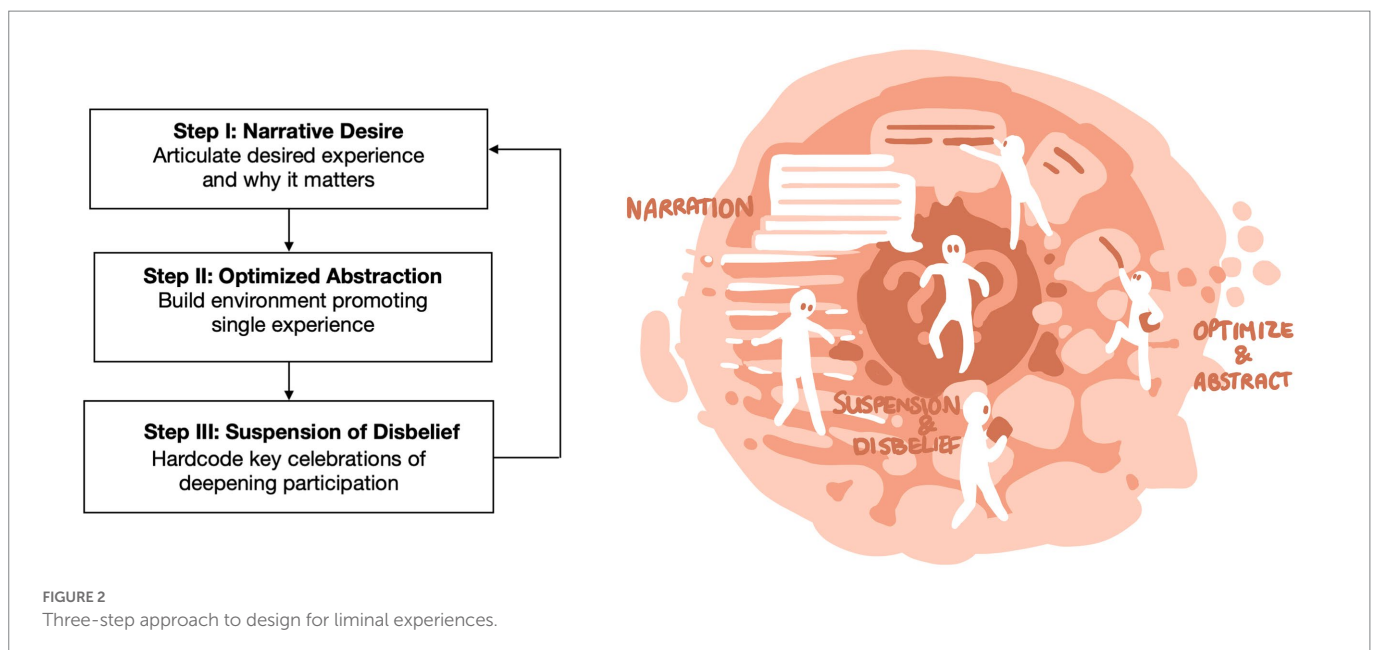 Step I: Narrative Desire
Articulate desired experience
and why it matters
Step II: Optimized Abstraction
Build environment promoting
single experience
Step III: Suspension of Disbelief
Hardcode key celebrations of
deepening participation
NARRATION
OPTIMIZE
&
ABSTRACT
SUSPENSION
&
DISBELIEF
FIGURE 2
Three-step approach to design for liminal experiences.